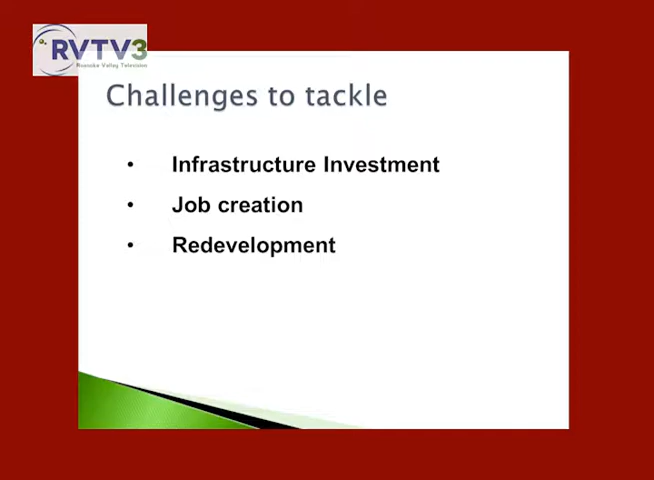 RVTV3
Roanoke Valley Television
Challenges to tackle
• Infrastructure Investment
• Job creation
• Redevelopment